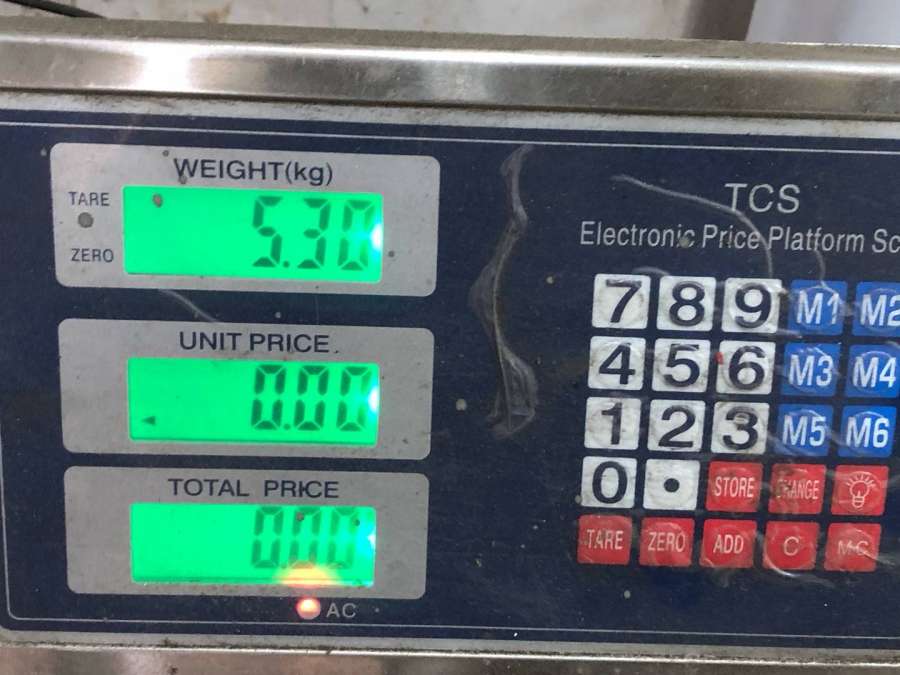 WEIGHT(kg)
TARE
ZERO
5.30
UNIT PRICE.
0.00
TOTAL PRICE
0.00
AC
TCS
Electronic Price Platform Sc
7 8 9 M1 M2
4 5 6 M3 M4
1 2 3 M5 M6
0 . STORE CHANGE
TARE ZERO ADD C MC